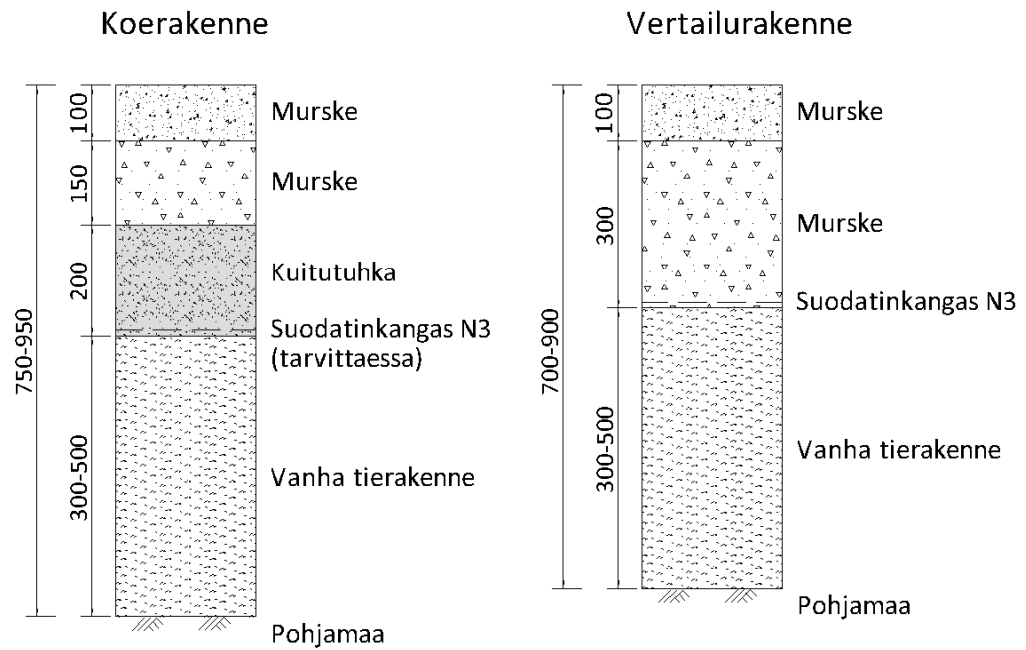 Koerakenne
750-950
100
Murske
150
Murske
200
Kuitutuhka
Suodatinkangas N3
(tarvittaessa)
300-500
Vanha tierakenne
Pohjamaa
Vertailurakenne
700-900
100
Murske
300
Murske
Suodatinkangas N3
300-500
Vanha tierakenne
Pohjamaa